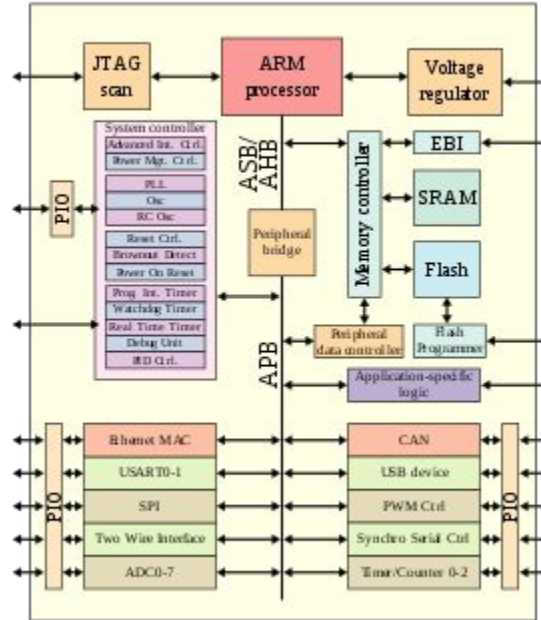 JTAG
scan
ARM
processor
Voltage
regulator
System controller
Advanced Int. Ctrl.
Power Mgt. Ctrl.
PLL
Osc
RC Osc
Reset Ctrl.
Brownout Detect
Power On Reset
Prog. Int. Timer
Watchdog Timer
Real Time Timer
Debug Unit
PID Ctrl.
PIO
ASB/
AHB
Peripheral
bridge
APB
Memory controller
EBI
SRAM
Flash
Peripheral
data controller
Flash
Programmer
Application-specific
logic
PIO
Ethernet MAC
USART0-1
SPI
Two Wire Interface
ADC0-7
CAN
USB device
PWM Ctrl
Synchro Serial Ctrl
Timer/Counter 0-2
PIO